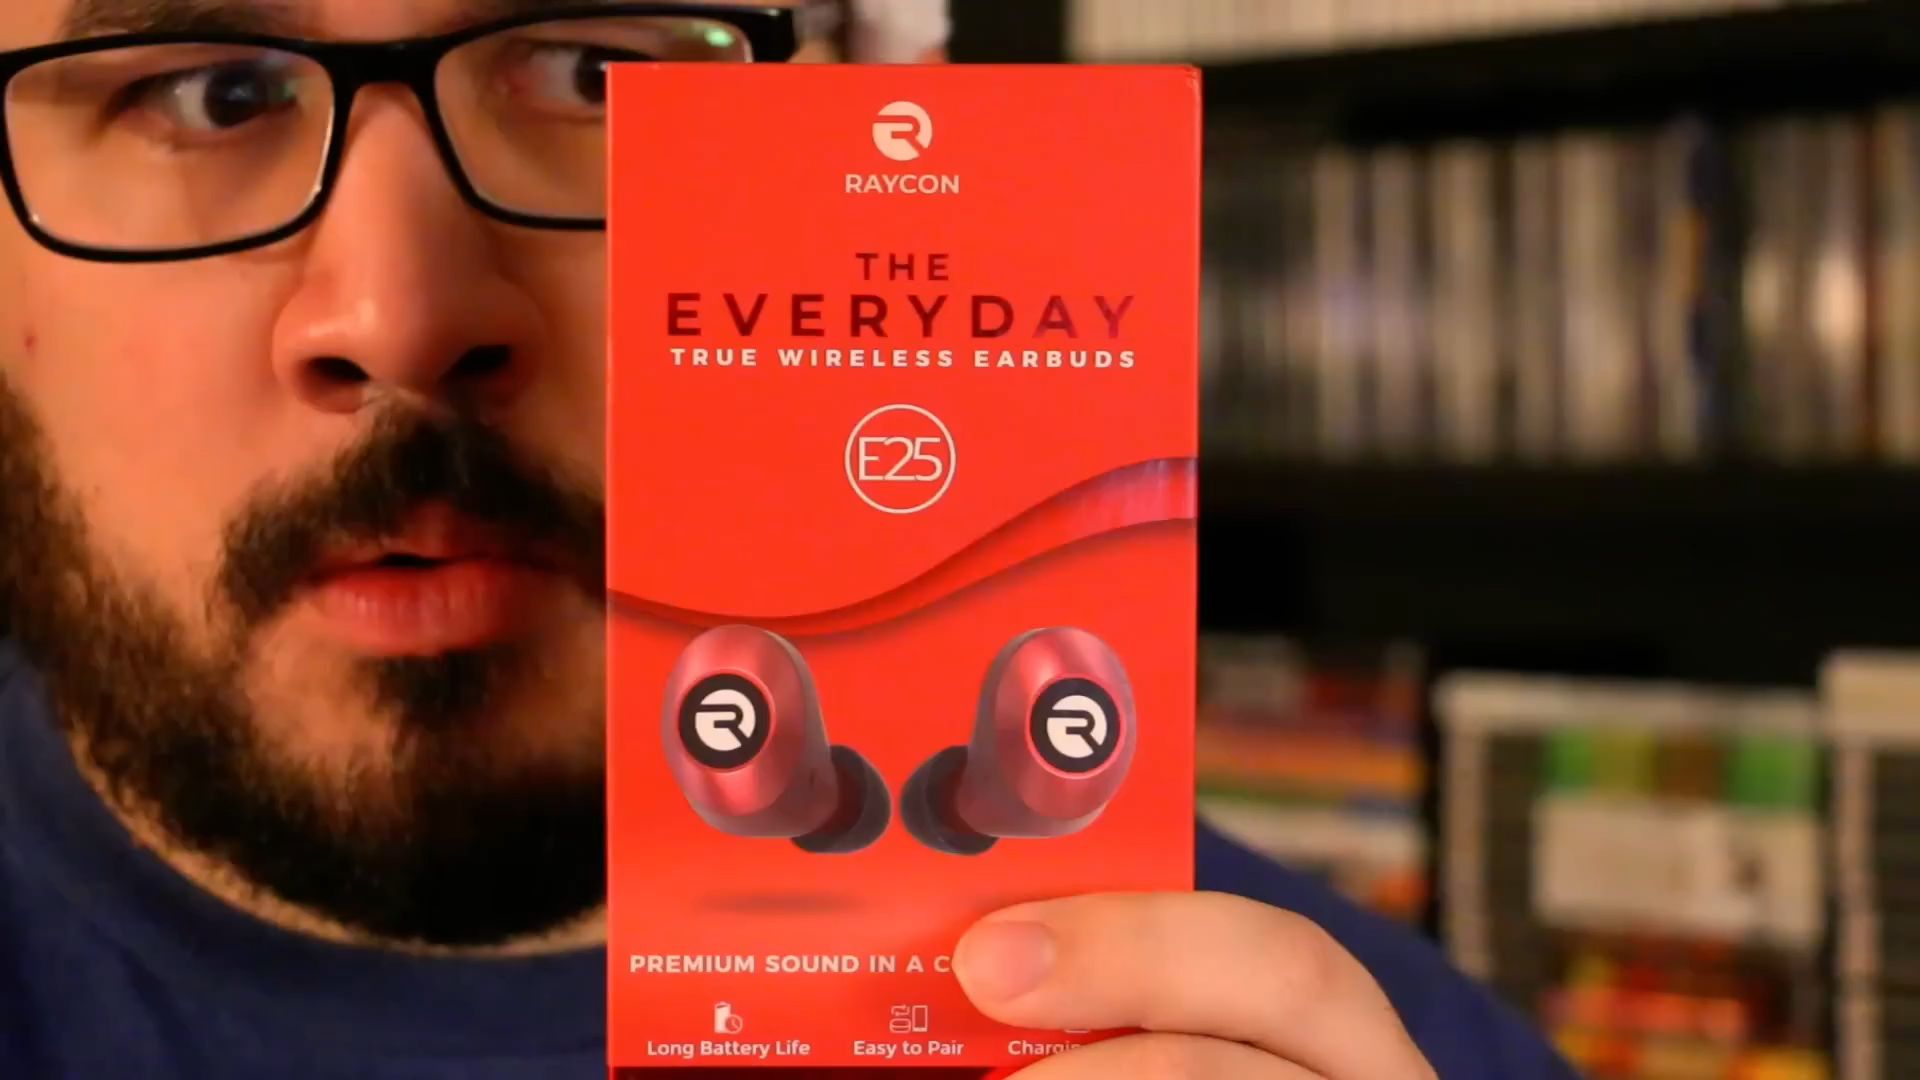 RAYCON
THE
EVERYDAY
TRUE WIRELESS EARBUDS
E25
PREMIUM SOUND IN A
Long Battery Life
Easy to Pair